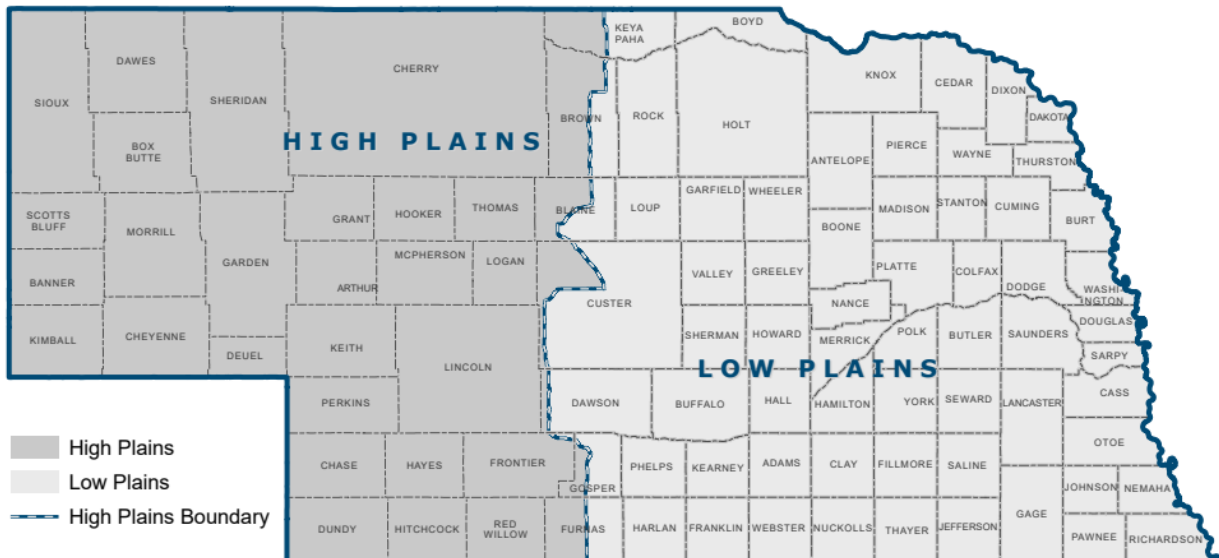 KEYA
PAHA
BOYD
DAWES
CHERRY
KNOX
CEDAR
DIXON
SIOUX
SHERIDAN
DAKOTA
BROWN
ROCK
HOLT
HIGH PLAINS
BOX
BUTTE
ANTELOPE
PIERCE
WAYNE
THURSTON
SCOTTS
BLUFF
MORRILL
GRANT
HOOKER
THOMAS
BLAINE
LOUP
GARFIELD
WHEELER
BOONE
MADISON
STANTON
CUMING
BURT
BANNER
GARDEN
ARTHUR
MCPHERSON
LOGAN
CUSTER
VALLEY
GREELEY
NANCE
PLATTE
COLFAX
DODGE
WASHI-
NGTON
KIMBALL
CHEYENNE
DEUEL
KEITH
LINCOLN
SHERMAN
HOWARD
MERRICK
POLK
BUTLER
SAUNDERS
DOUGLAS
SARPY
LOW PLAINS
PERKINS
DAWSON
BUFFALO
HALL
HAMILTON
YORK
SEWARD
LANCASTER
CASS
OTOE
High Plains
Low Plains
High Plains Boundary
CHASE
HAYES
FRONTIER
GOSPER
PHELPS
KEARNEY
ADAMS
CLAY
FILLMORE
SALINE
GAGE
JOHNSON
NEMAHA
DUNDY
HITCHCOCK
RED
WILLOW
FURNAS
HARLAN
FRANKLIN
WEBSTER
NUCKOLLS
THAYER
JEFFERSON
PAWNEE
RICHARDSON